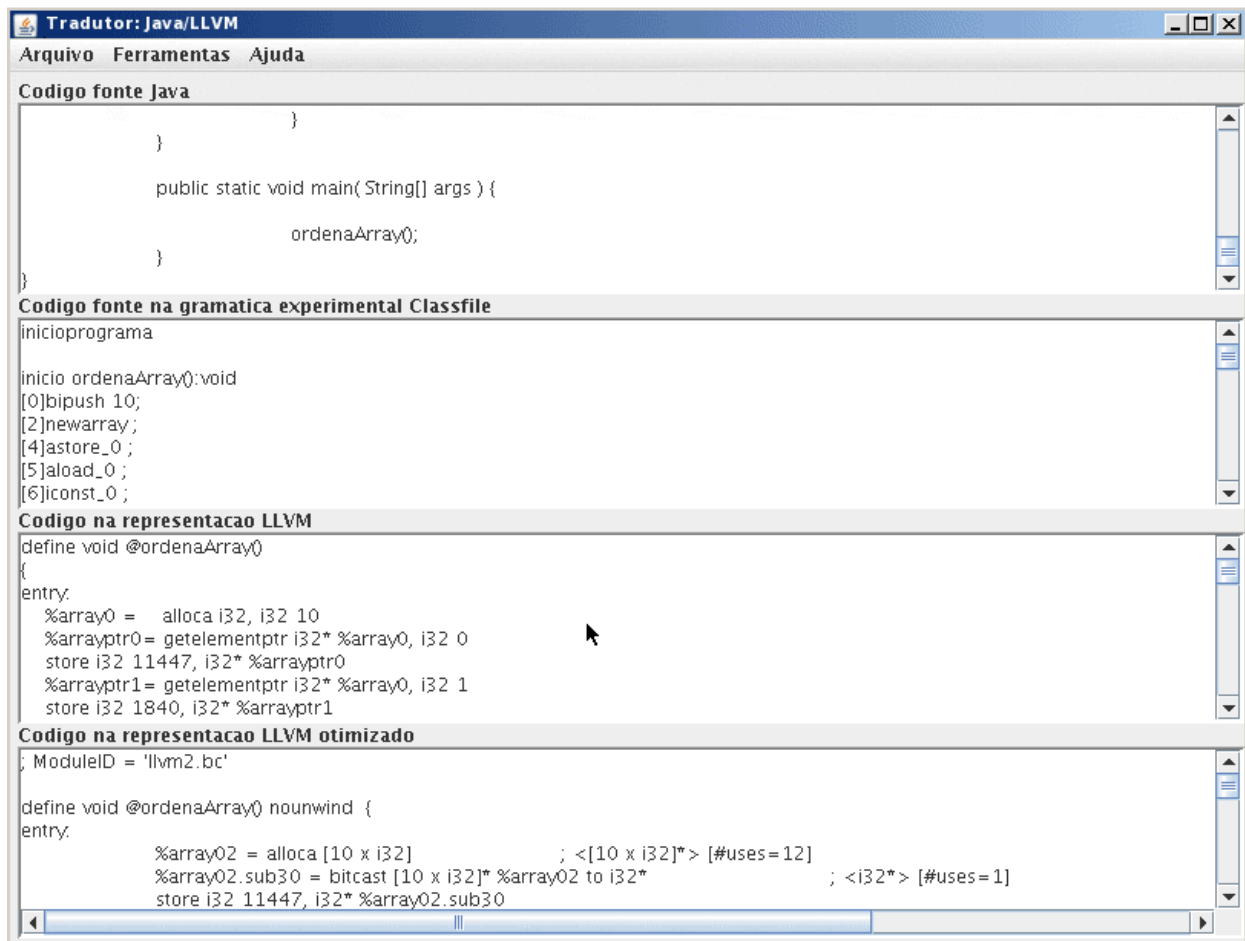 Tradutor: Java/LLVM
Arquivo Ferramentas Ajuda
Codigo fonte Java
}
}
public static void main( String[] args ) {
ordenaArray();
}
}
Codigo fonte na gramatica experimental Classfile
inicioprograma
inicio ordenaArray():void
[0]bipush 10;
[2]newarray ;
[4]astore_0 ;
[5]aload_0 ;
[6]iconst_0 ;
Codigo na representacao LLVM
define void @ordenaArray()
{
entry:
%array0 = alloca i32, i32 10
%arrayptr0= getelementptr i32* %array0, i32 0
store i32 11447, i32* %arrayptr0
%arrayptr1= getelementptr i32* %array0, i32 1
store i32 1840, i32* %arrayptr1
Codigo na representacao LLVM otimizado
; ModuleID = 'llvm2.bc'
define void @ordenaArray() nounwind {
entry:
%array02 = alloca [10 x i32] ; <[10 x i32]*> [#uses=12]
%array02.sub30 = bitcast [10 x i32]* %array02 to i32* ; <i32*> [#uses=1]
store i32 11447, i32* %array02.sub30